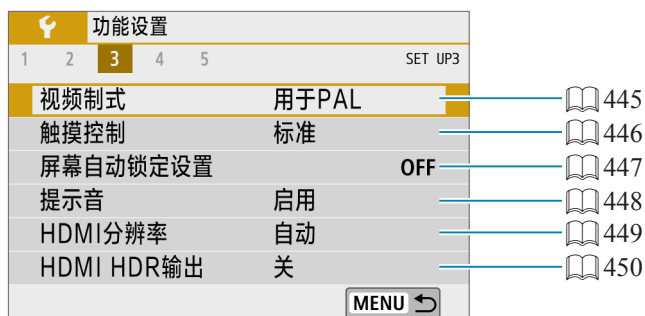 功能设置
1 2 3 4 5 SET UP3
视频制式 用于PAL 445
触摸控制 标准 446
屏幕自动锁定设置 OFF 447
提示音 启用 448
HDMI分辨率 自动 449
HDMI HDR输出 关 450
MENU